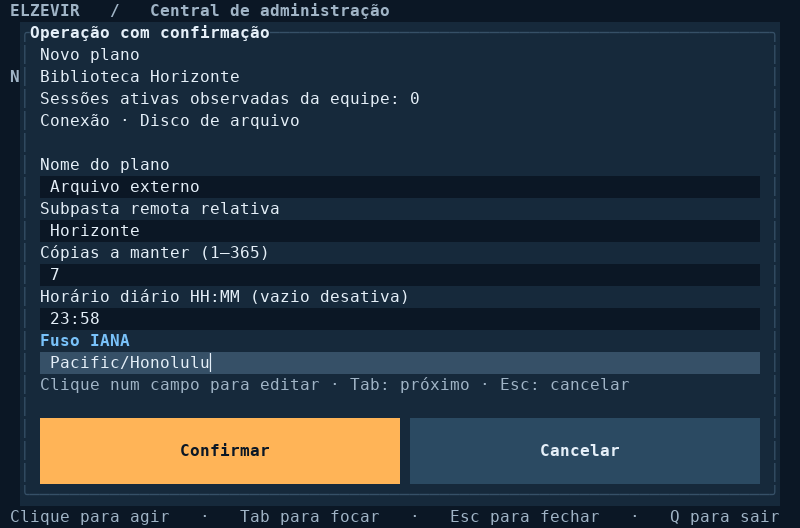 ELZEVIR / Central de administração
Operação com confirmação
Novo plano
N Biblioteca Horizonte
Sessões ativas observadas da equipe: 0
Conexão · Disco de arquivo
Nome do plano
Arquivo externo
Subpasta remota relativa
Horizonte
Cópias a manter (1–365)
7
Horário diário HH:MM (vazio desativa)
23:58
Fuso IANA
Pacific/Honolulu
Clique num campo para editar · Tab: próximo · Esc: cancelar
Confirmar Cancelar
Clique para agir · Tab para focar · Esc para fechar · Q para sair